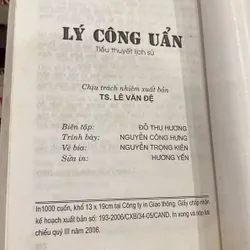 LÝ CÔNG UẨN
Tiểu thuyết lịch sử
Chịu trách nhiệm xuất bản
TS. LÊ VĂN ĐỆ
Biên tập: ĐỖ THU HƯƠNG
Trình bày: NGUYỄN CÔNG HƯNG
Vẽ bìa: NGUYỄN TRỌNG KIÊN
Sửa in: HƯƠNG YẾN
In 1000 cuốn, khổ 13 x 19cm tại Công ly in Giao thông. Giấy chấp nhận
kế hoạch xuất bản số: 193-2006/CXB/34-05/CAND. In xong và nộp lưu
chiểu quý III năm 2006.